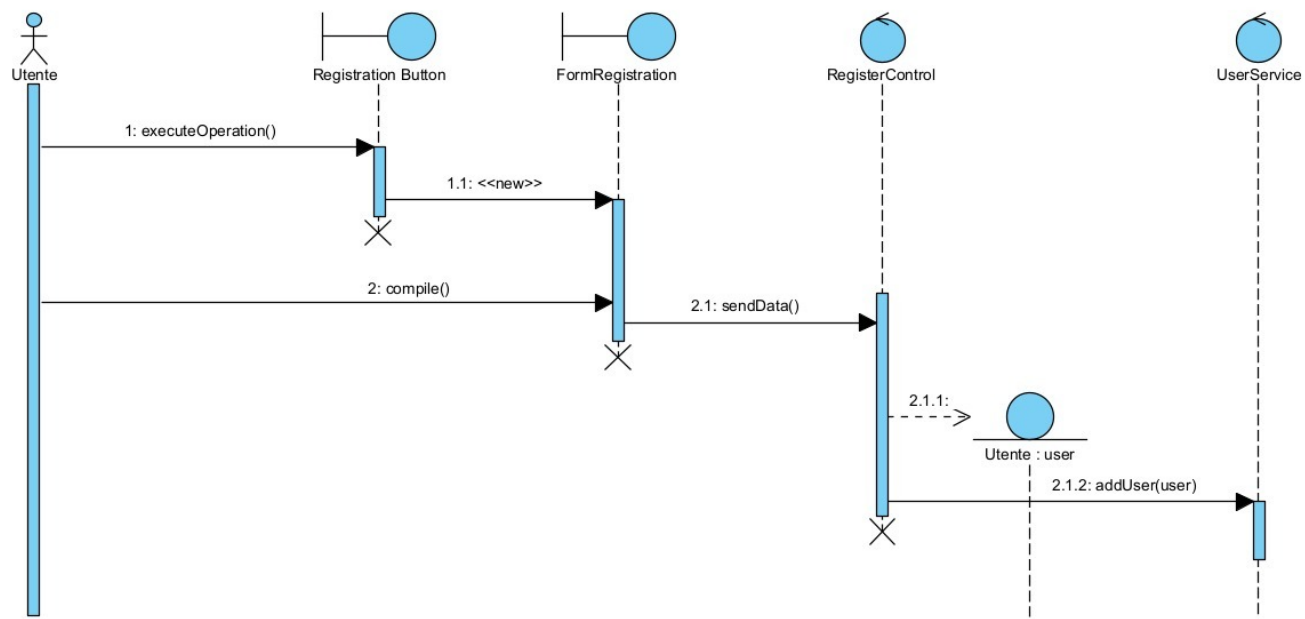 Utente
Registration Button
FormRegistration
RegisterControl
UserService
1: executeOperation()
1.1: <<new>>
2: compile()
2.1: sendData()
2.1.1:
Utente : user
2.1.2: addUser(user)